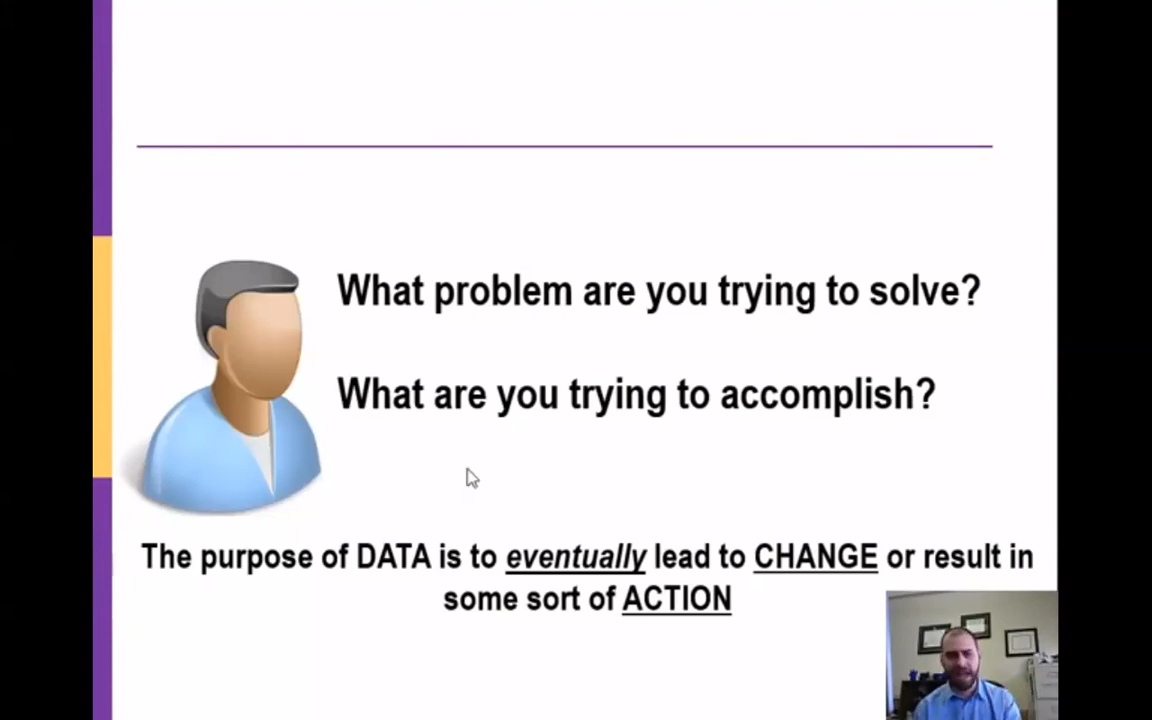 What problem are you trying to solve?
What are you trying to accomplish?
The purpose of DATA is to eventually lead to CHANGE or result in
some sort of ACTION